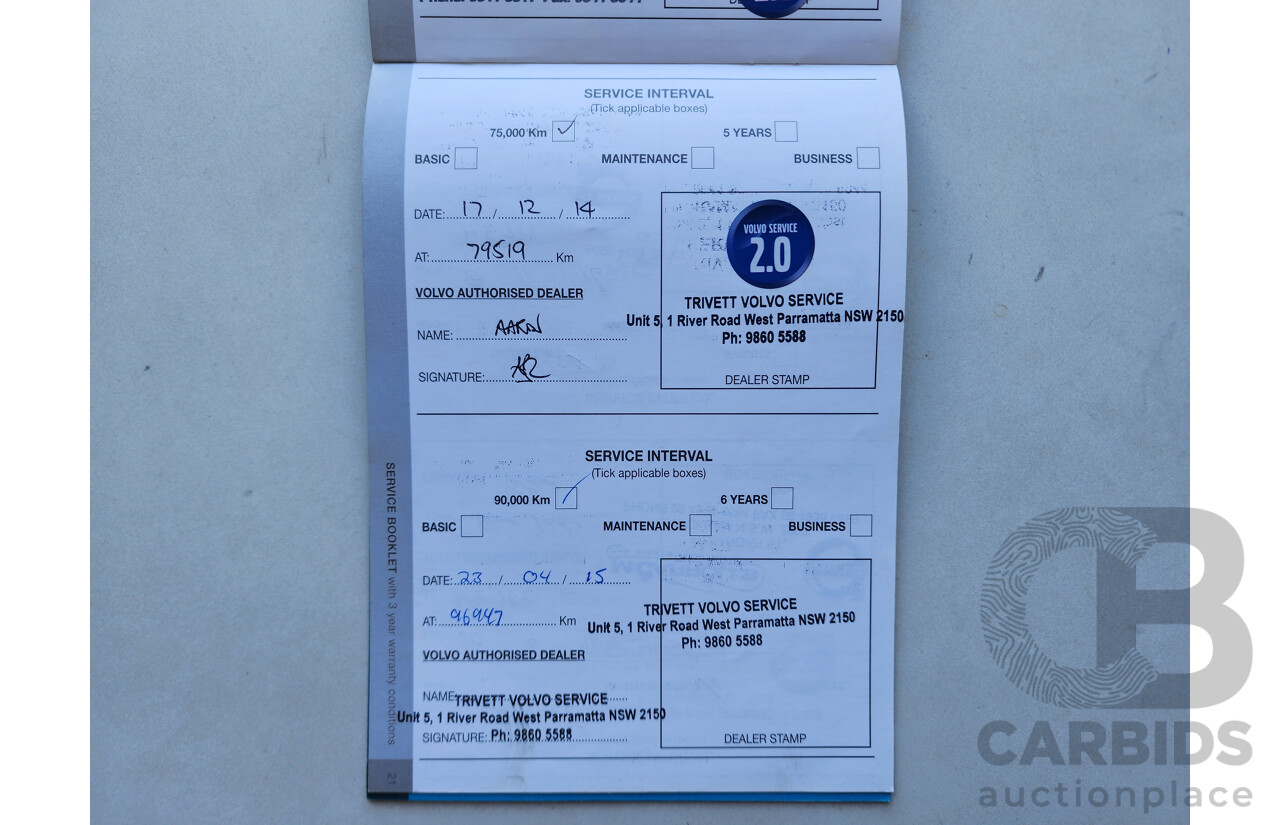 SERVICE INTERVAL
(Tick applicable boxes)
75,000 Km 5 YEARS
BASIC MAINTENANCE BUSINESS
DATE: 17 / 12 / 14
AT: 79519 Km
VOLVO AUTHORISED DEALER
NAME: AARON
SIGNATURE:
VOLVO SERVICE
2.0
TRIVETT VOLVO SERVICE
Unit 5, 1 River Road West Parramatta NSW 2150
Ph: 9860 5588
DEALER STAMP
SERVICE INTERVAL
(Tick applicable boxes)
90,000 Km 6 YEARS
BASIC MAINTENANCE BUSINESS
DATE: 23 / 04 / 15
AT: 96947 Km
VOLVO AUTHORISED DEALER
NAME:
TRIVETT VOLVO SERVICE
Unit 5, 1 River Road West Parramatta NSW 2150
SIGNATURE: Ph: 9860 5588
TRIVETT VOLVO SERVICE
Unit 5, 1 River Road West Parramatta NSW 2150
Ph: 9860 5588
DEALER STAMP
SERVICE BOOKLET with 3 year warranty conditions
21
CB
CARBIDS
auctionplace